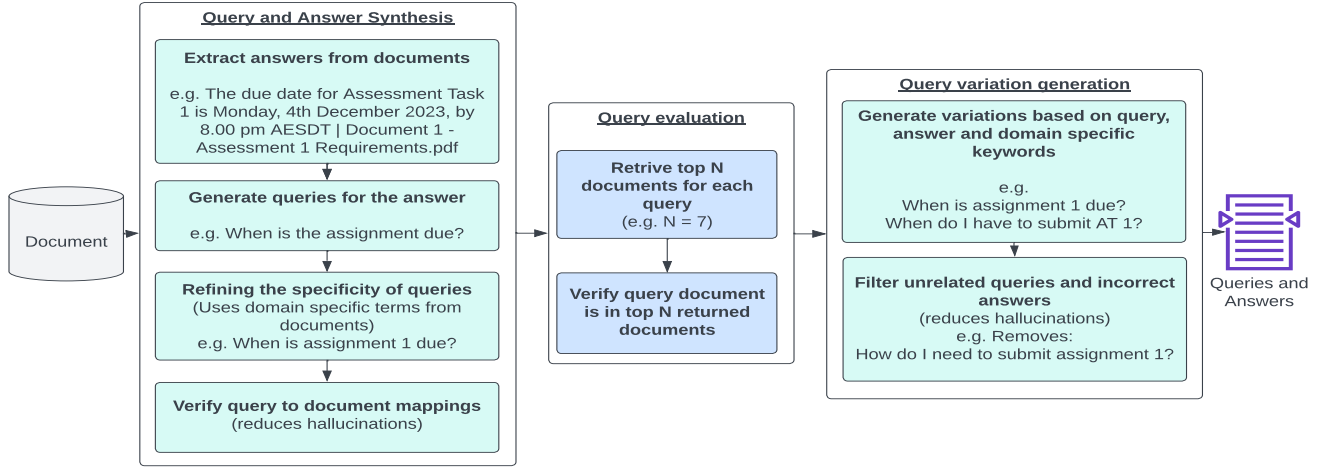 Document
Query and Answer Synthesis
Extract answers from documents
e.g. The due date for Assessment Task
1 is Monday, 4th December 2023, by
8.00 pm AESDT | Document 1 -
Assessment 1 Requirements.pdf
Generate queries for the answer
e.g. When is the assignment due?
Refining the specificity of queries
(Uses domain specific terms from
documents)
e.g. When is assignment 1 due?
Verify query to document mappings
(reduces hallucinations)
Query evaluation
Retrive top N
documents for each
query
(e.g. N = 7)
Verify query document
is in top N returned
documents
Query variation generation
Generate variations based on query,
answer and domain specific
keywords
e.g.
When is assignment 1 due?
When do I have to submit AT 1?
Filter unrelated queries and incorrect
answers
(reduces hallucinations)
e.g. Removes:
How do I need to submit assignment 1?
Queries and
Answers